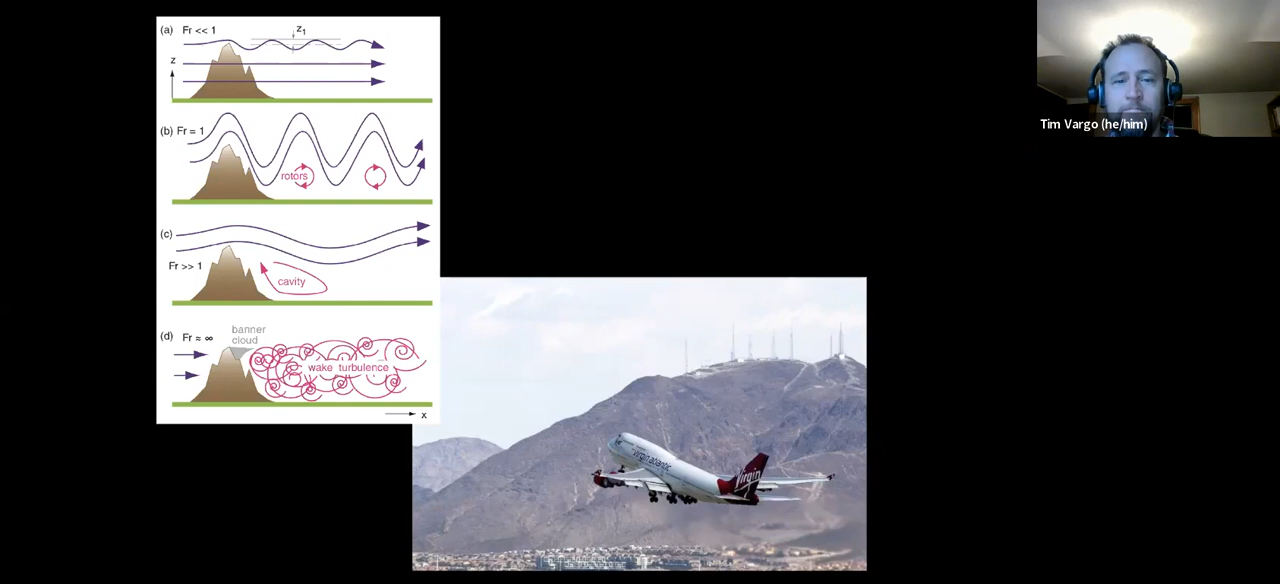 (a) Fr << 1
z1
z
(b) Fr = 1
rotors
(c)
Fr >> 1
cavity
(d) Fr ≈ ∞
banner
cloud
wake turbulence
x
virgin atlantic
Virgin
Tim Vargo (he/him)